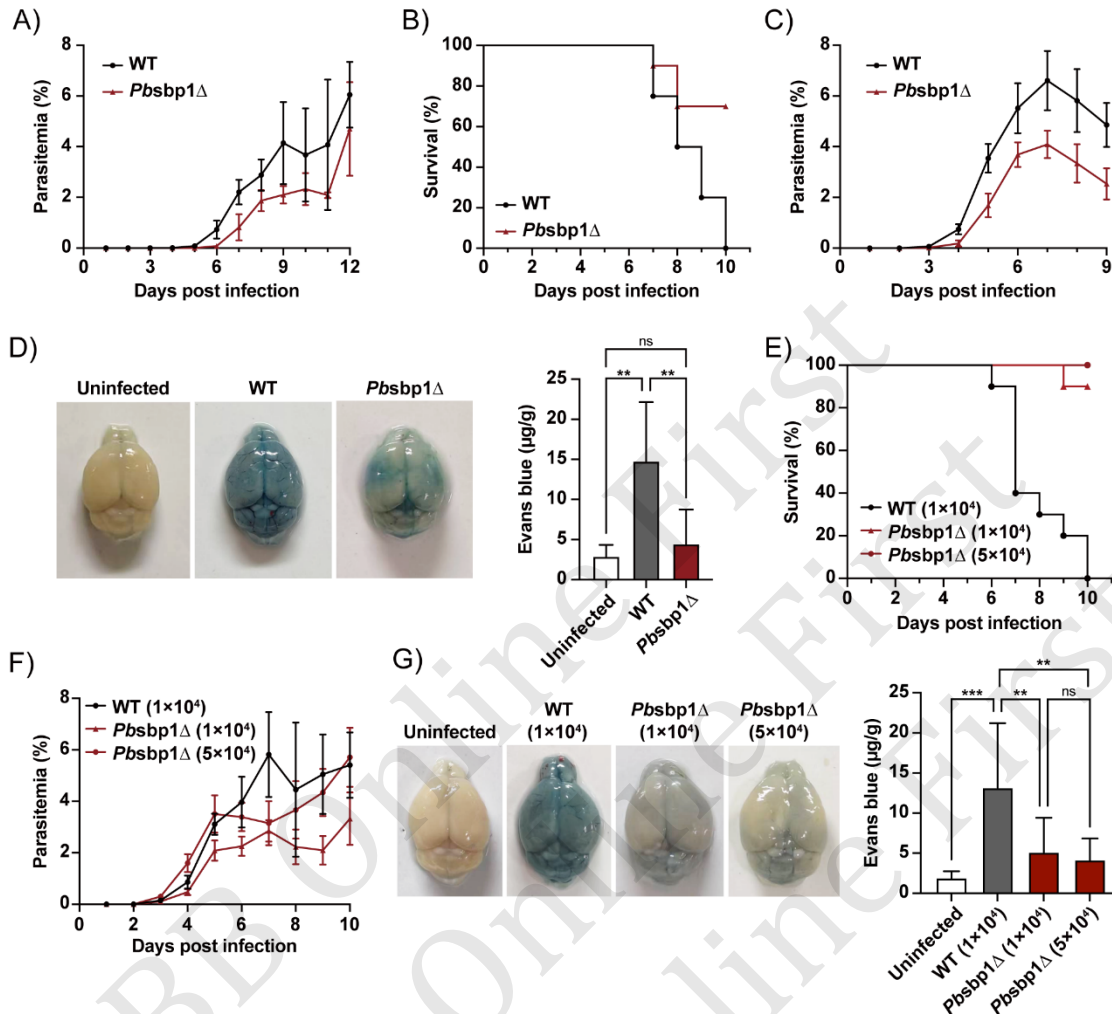 A)
Parasitemia (%)
8
6
4
2
0
0
3
6
9
12
Days post infection
WT
Pbsbp1Δ
B)
Survival (%)
100
80
60
40
20
0
0
2
4
6
8
10
Days post infection
WT
Pbsbp1Δ
C)
Parasitemia (%)
8
6
4
2
0
0
3
6
9
Days post infection
WT
Pbsbp1Δ
D)
Uninfected
WT
Pbsbp1Δ
Evans blue (µg/g)
25
20
15
10
5
0
ns
**
**
Uninfected
WT
Pbsbp1Δ
E)
Survival (%)
100
80
60
40
20
0
0
2
4
6
8
10
Days post infection
WT (1×10⁴)
Pbsbp1Δ (1×10⁴)
Pbsbp1Δ (5×10⁴)
F)
Parasitemia (%)
8
6
4
2
0
0
2
4
6
8
10
Days post infection
WT (1×10⁴)
Pbsbp1Δ (1×10⁴)
Pbsbp1Δ (5×10⁴)
G)
Uninfected
WT
(1×10⁴)
Pbsbp1Δ
(1×10⁴)
Pbsbp1Δ
(5×10⁴)
Evans blue (µg/g)
25
20
15
10
5
0
**
***
**
ns
Uninfected
WT (1×10⁴)
Pbsbp1Δ (1×10⁴)
Pbsbp1Δ (5×10⁴)
BB Online First
Online First
line First